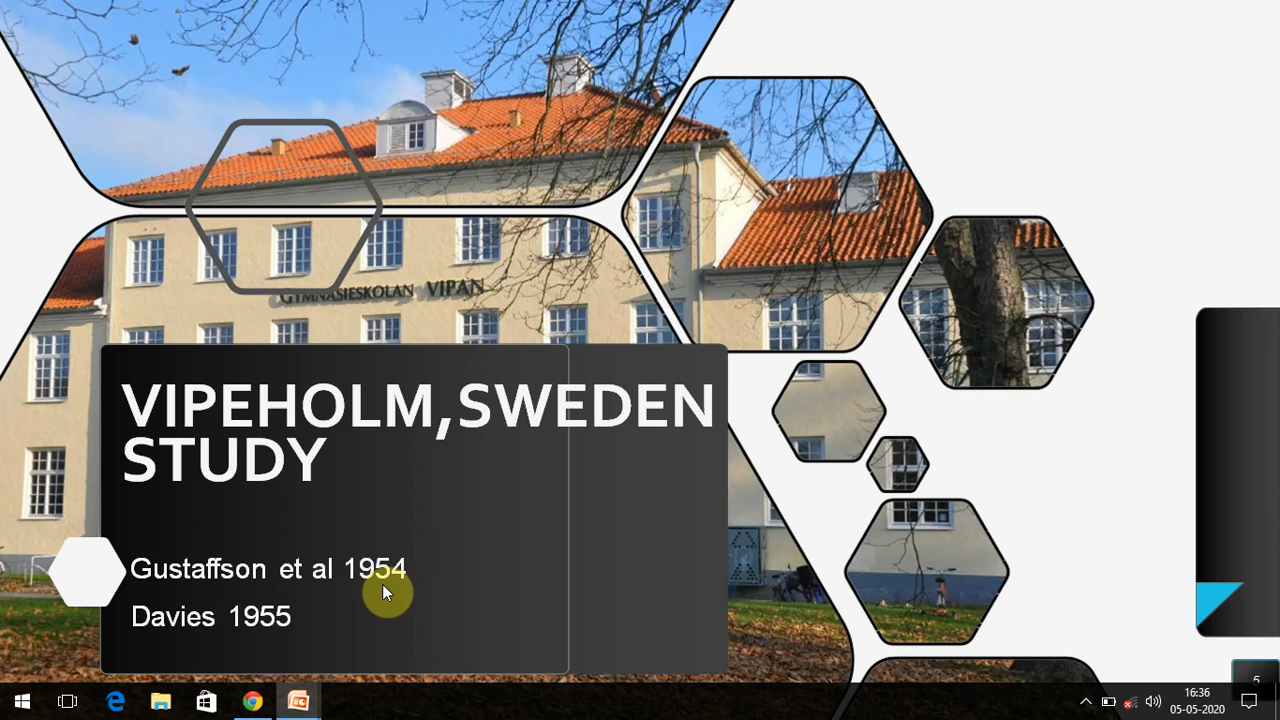 GYMNASIESKOLAN VIPAN
VIPEHOLM,SWEDEN
STUDY
Gustaffson et al 1954
Davies 1955
5
16:36
05-05-2020